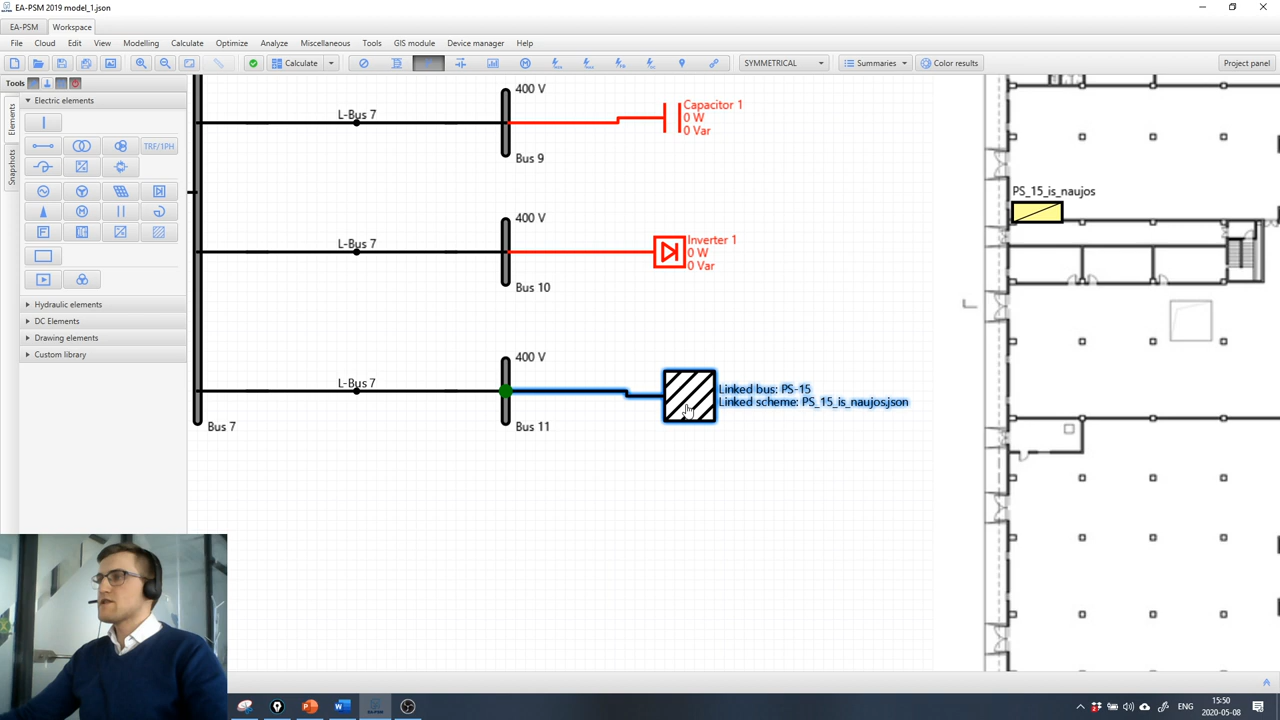 EA-PSM 2019 model_1.json
EA-PSM Workspace
File Cloud Edit View Modelling Calculate Optimize Analyze Miscellaneous Tools GIS module Device manager Help
Calculate SYMMETRICAL Summaries Color results Project panel
Tools
Elements
Snapshots
Electric elements
TRF/1PH
Hydraulic elements
DC Elements
Drawing elements
Custom library
400 V
L-Bus 7
Bus 9
Capacitor 1
0 W
0 Var
400 V
L-Bus 7
Bus 10
Inverter 1
0 W
0 Var
400 V
L-Bus 7
Bus 7
Bus 11
Linked bus: PS-15
Linked scheme: PS_15_is_naujos.json
PS_15_is_naujos
ENG
15:50
2020-05-08